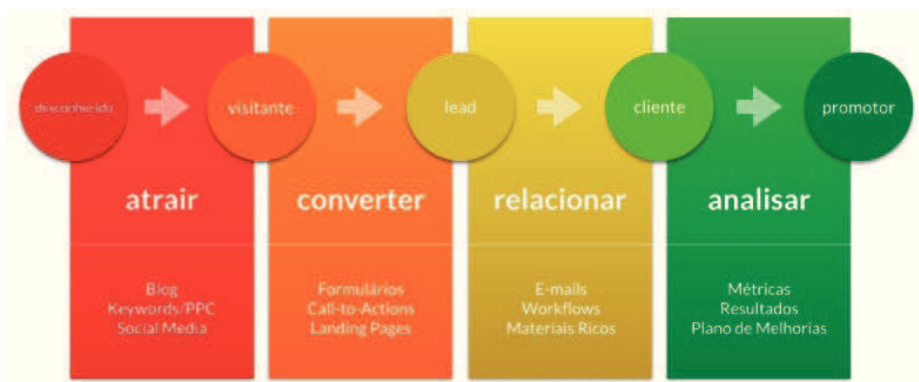 desconhecido
visitante
lead
cliente
promotor
atrair
converter
relacionar
analisar
Blog
Keywords/PPC
Social Media
Formulários
Call-to-Actions
Landing Pages
E-mails
Workflows
Materiais Ricos
Métricas
Resultados
Plano de Melhorias